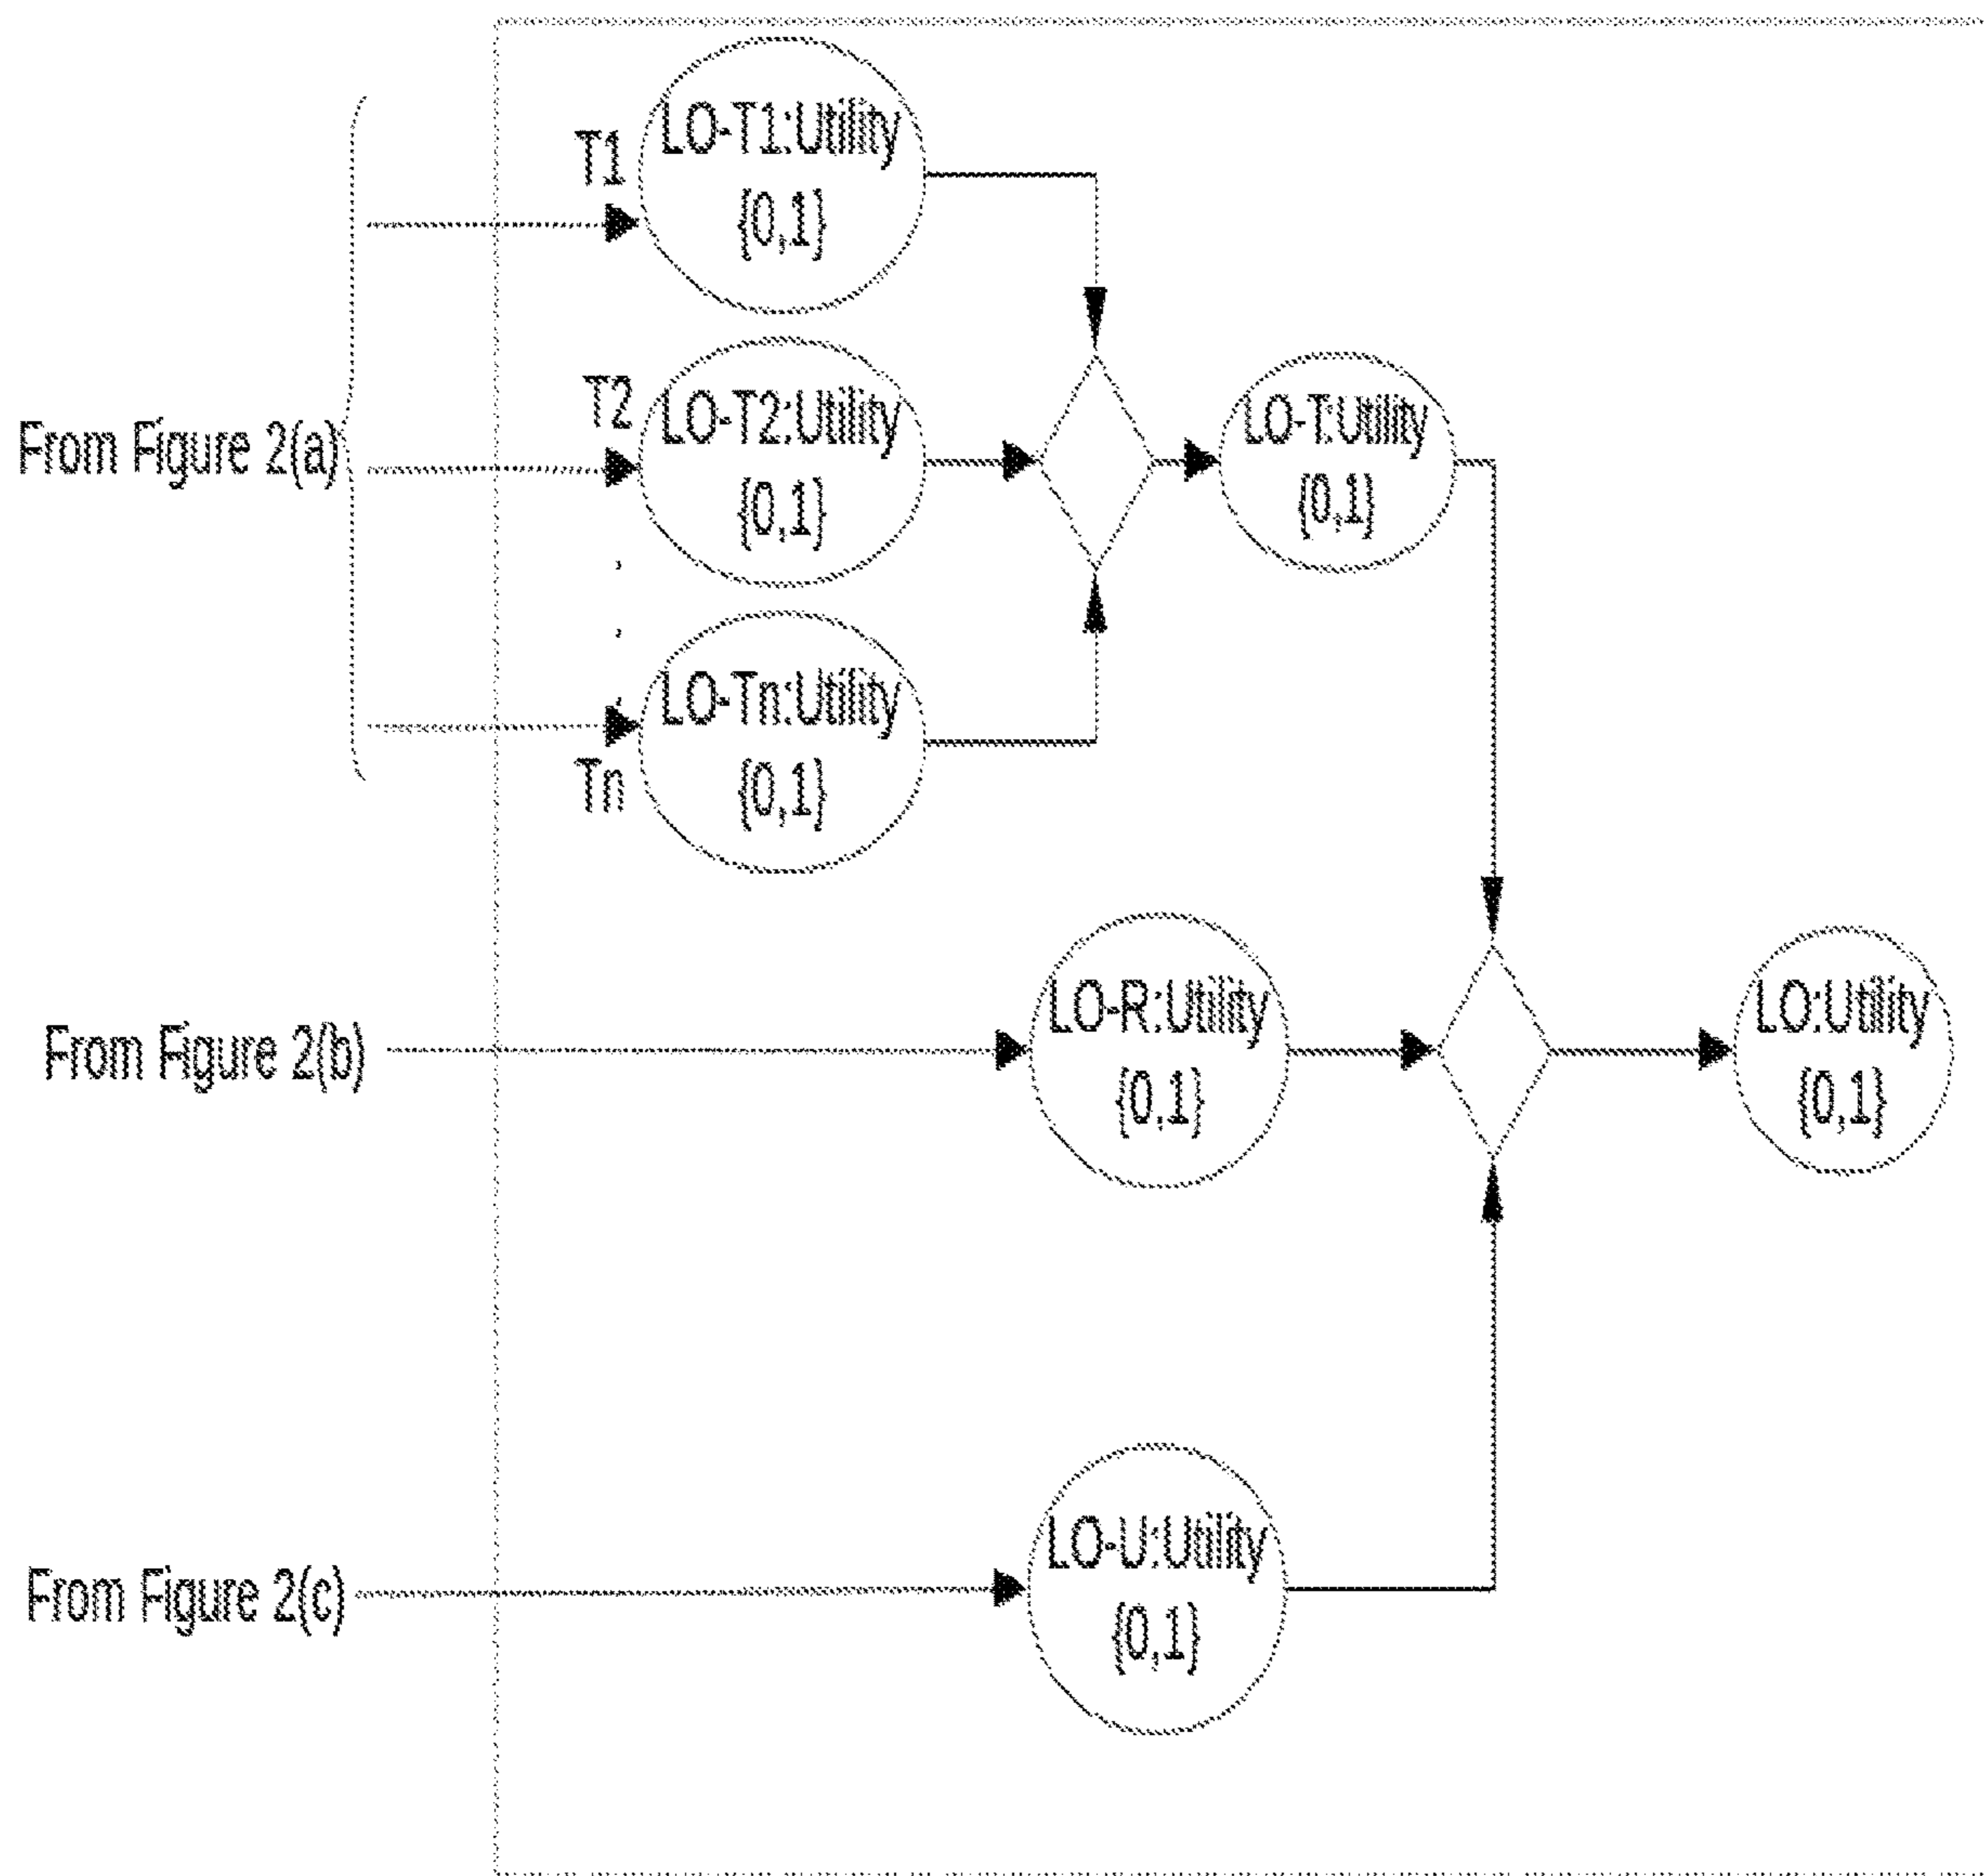 T1
LO-T1:Utility
{0,1}
From Figure 2(a)
T2
LO-T2:Utility
{0,1}
LO-T:Utility
{0,1}
LO-Tn:Utility
{0,1}
Tn
From Figure 2(b)
LO-R:Utility
{0,1}
LO:Utility
{0,1}
From Figure 2(c)
LO-U:Utility
{0,1}